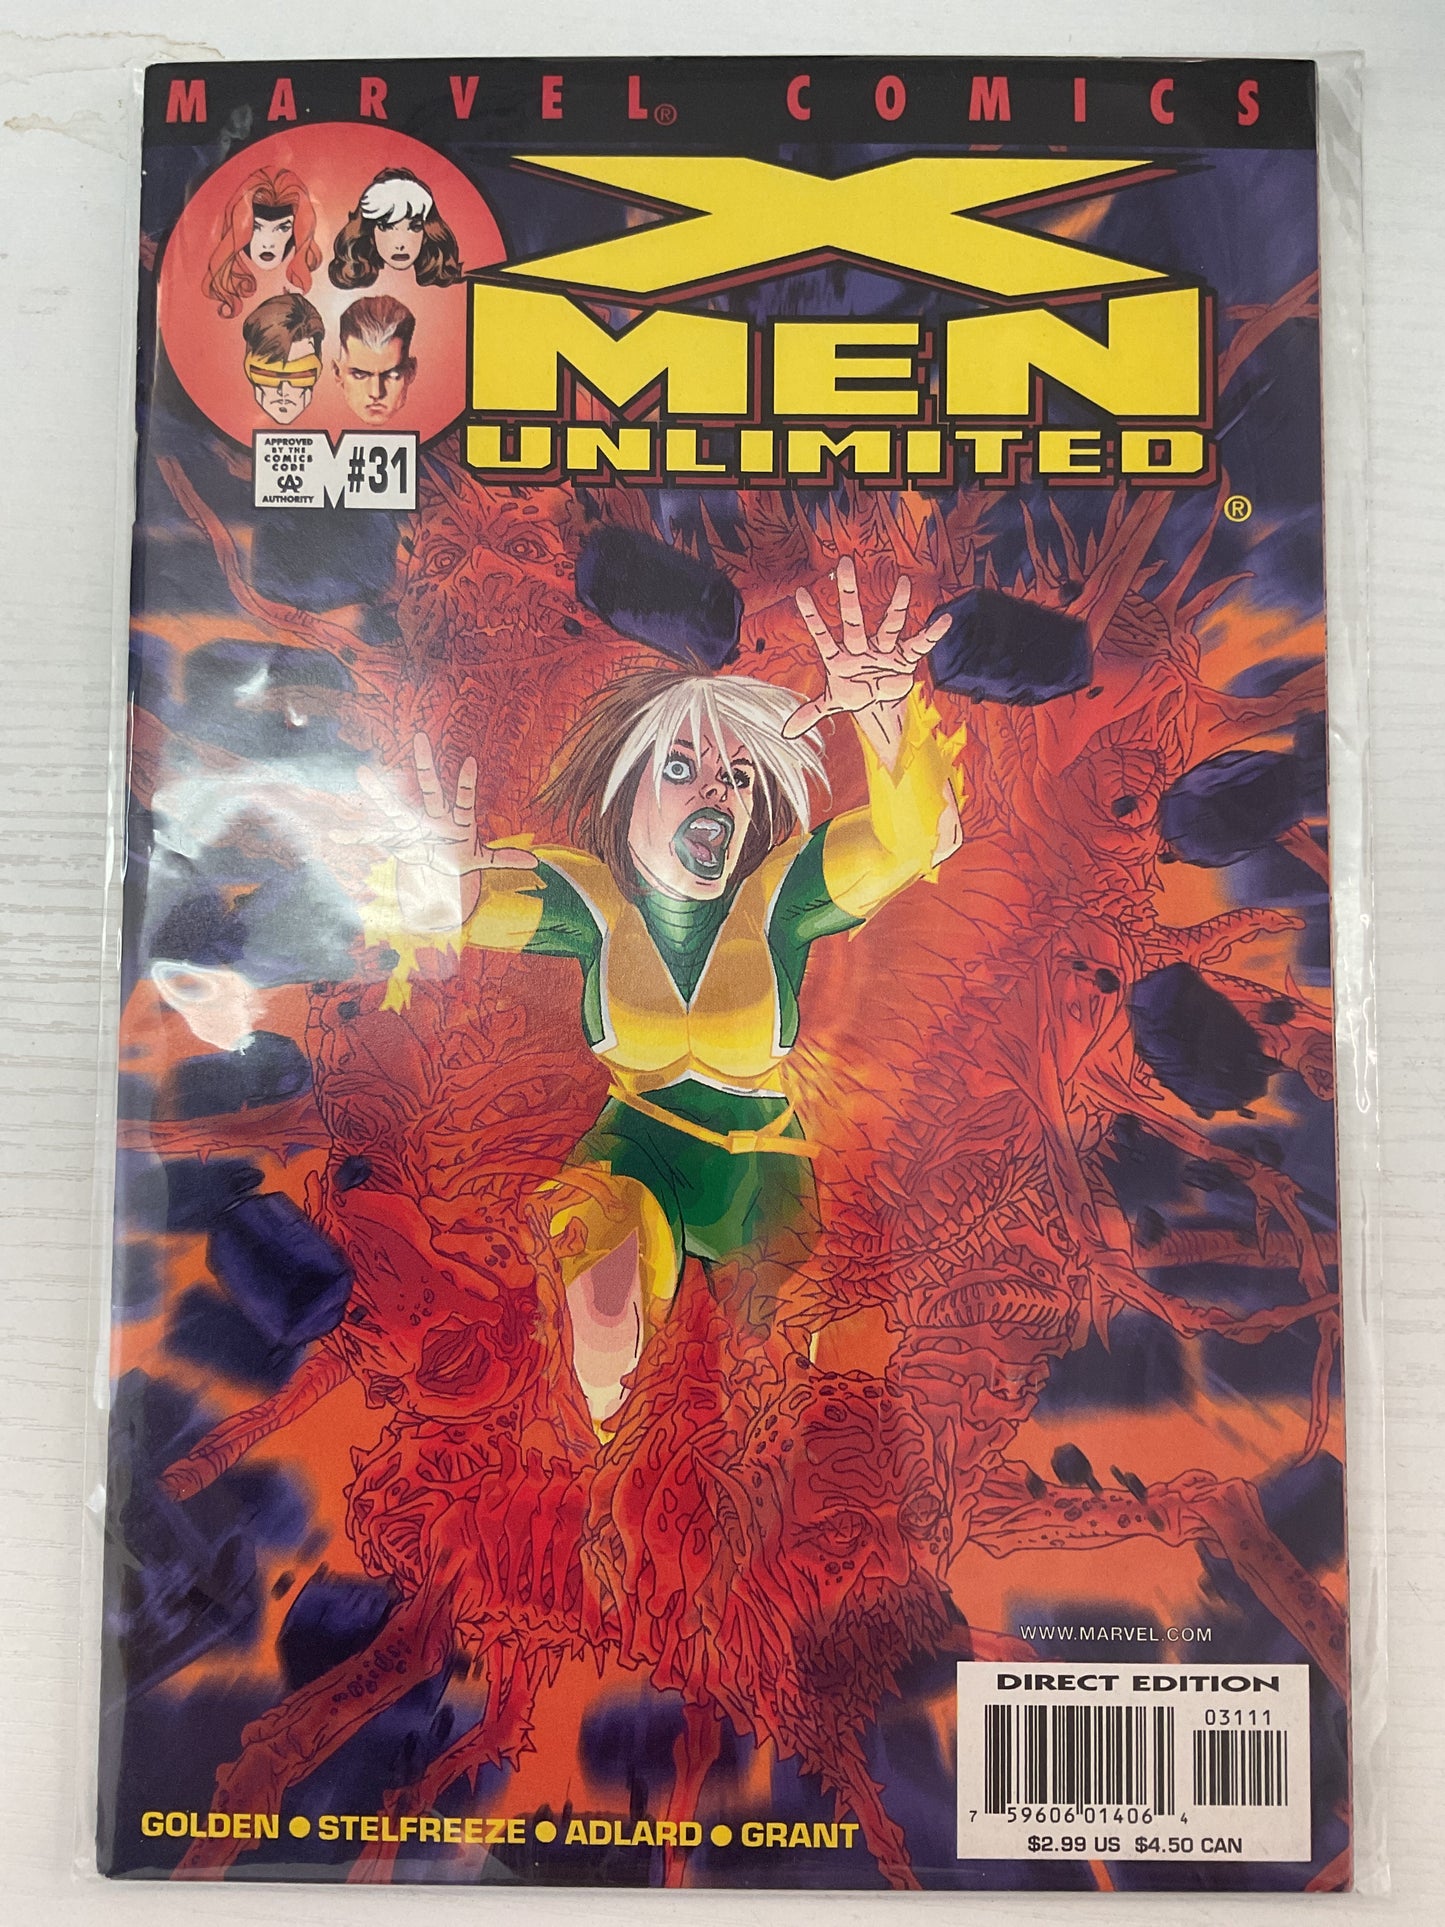 MARVEL® COMICS
X
MEN
UNLIMITED
®
APPROVED
BY THE
COMICS
CODE
CA
AUTHORITY
M #31
WWW.MARVEL.COM
DIRECT EDITION
03111
7 59606 01406 4
$2.99 US $4.50 CAN
GOLDEN ● STELFREEZE ● ADLARD ● GRANT